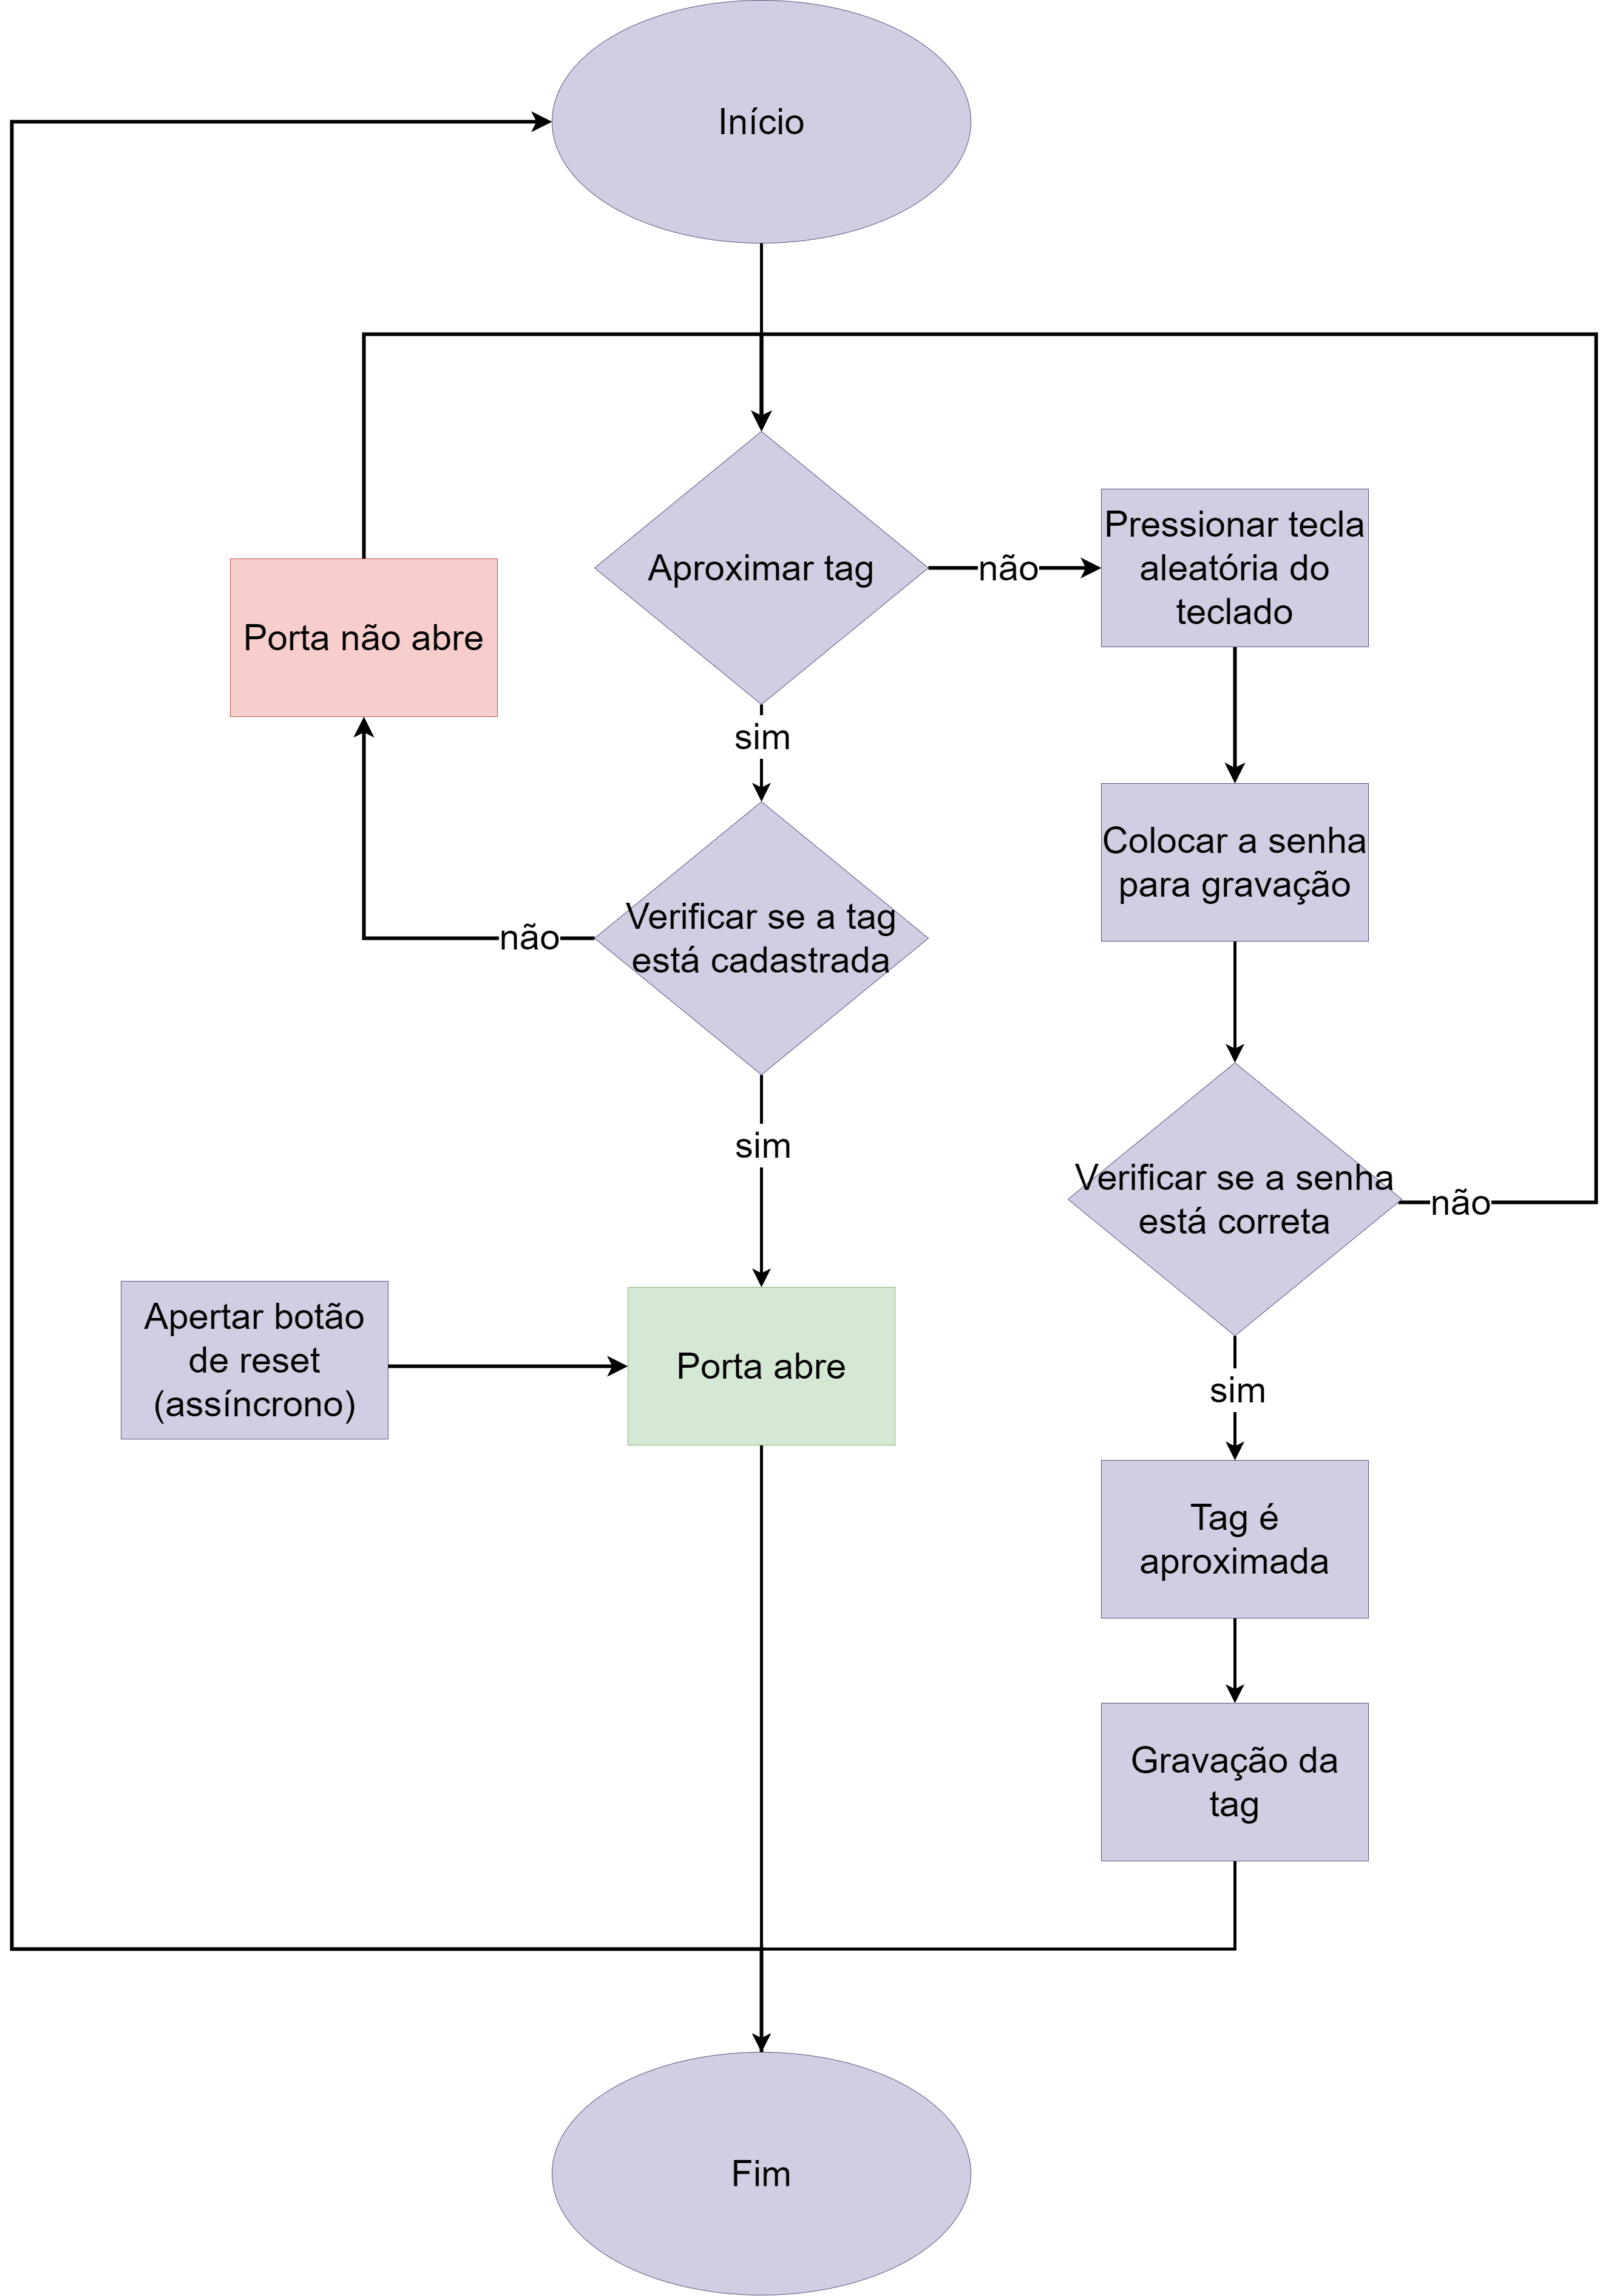 Início
Aproximar tag
não
Pressionar tecla
aleatória do
teclado
Porta não abre
sim
Colocar a senha
para gravação
Verificar se a tag
está cadastrada
não
sim
Verificar se a senha
está correta
não
Apertar botão
de reset
(assíncrono)
Porta abre
sim
Tag é
aproximada
Gravação da
tag
Fim